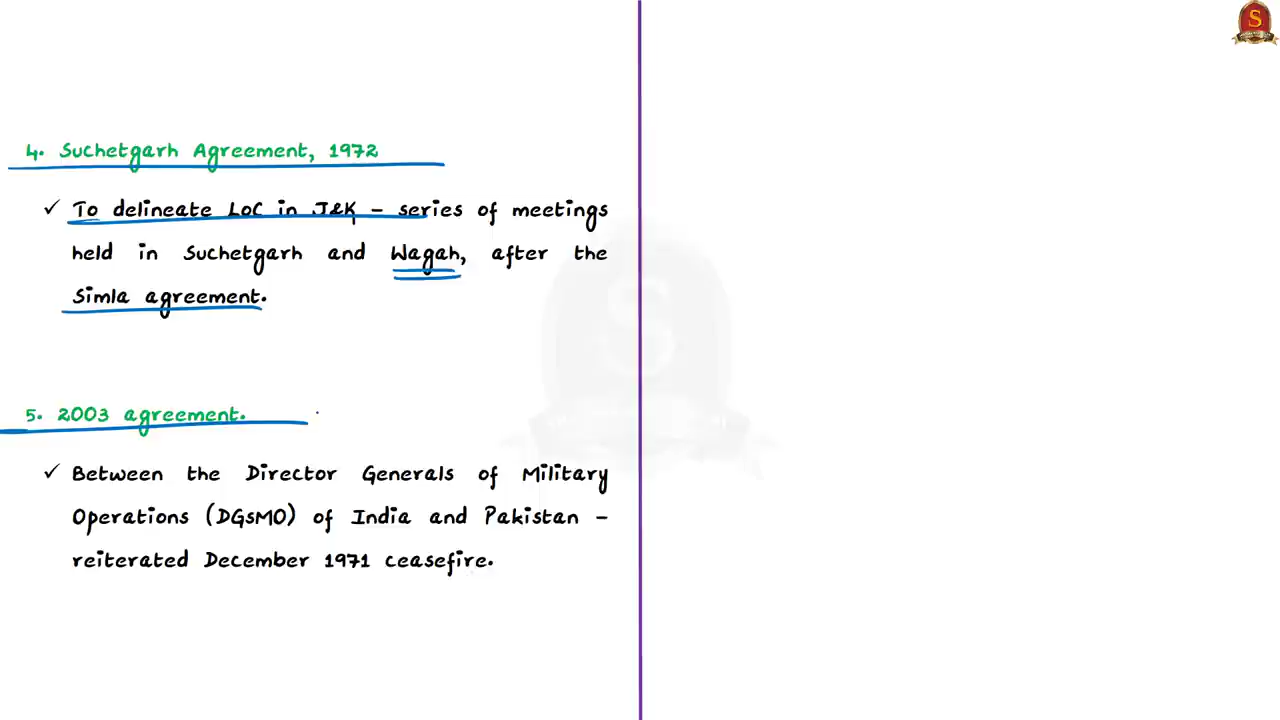 4. Suchetgarh Agreement, 1972
✓ To delineate LoC in J&K – series of meetings
held in Suchetgarh and Wagah, after the
Simla agreement.
5. 2003 agreement.
✓ Between the Director Generals of Military
Operations (DGsMO) of India and Pakistan –
reiterated December 1971 ceasefire.